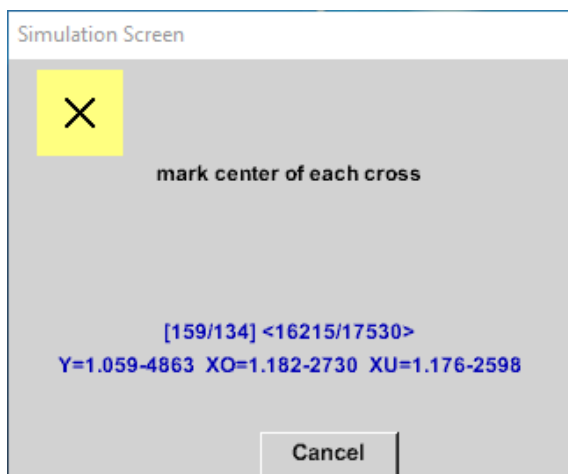 Simulation Screen
mark center of each cross
[159/134] <16215/17530>
Y=1.059-4863 XO=1.182-2730 XU=1.176-2598
Cancel